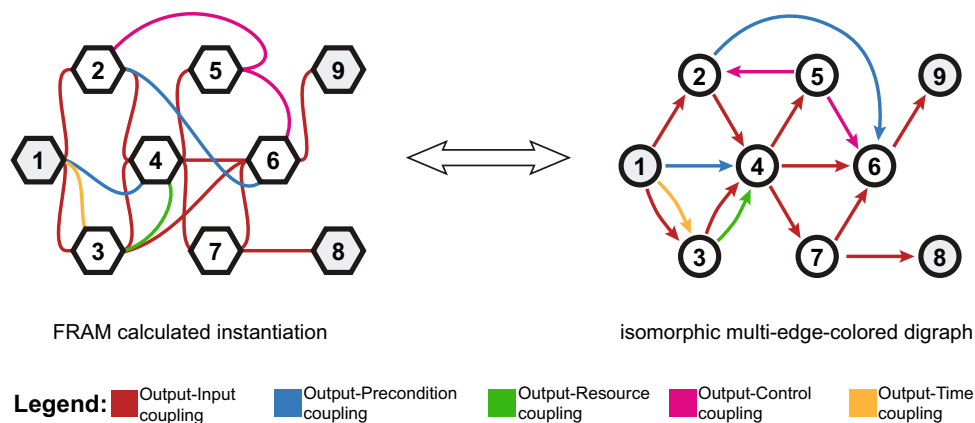 2 5 9
1 4 6
3 7 8
2 5 9
1 4 6
3 7 8
FRAM calculated instantiation
isomorphic multi-edge-colored digraph
Legend:
Output-Input
coupling
Output-Precondition
coupling
Output-Resource
coupling
Output-Control
coupling
Output-Time
coupling